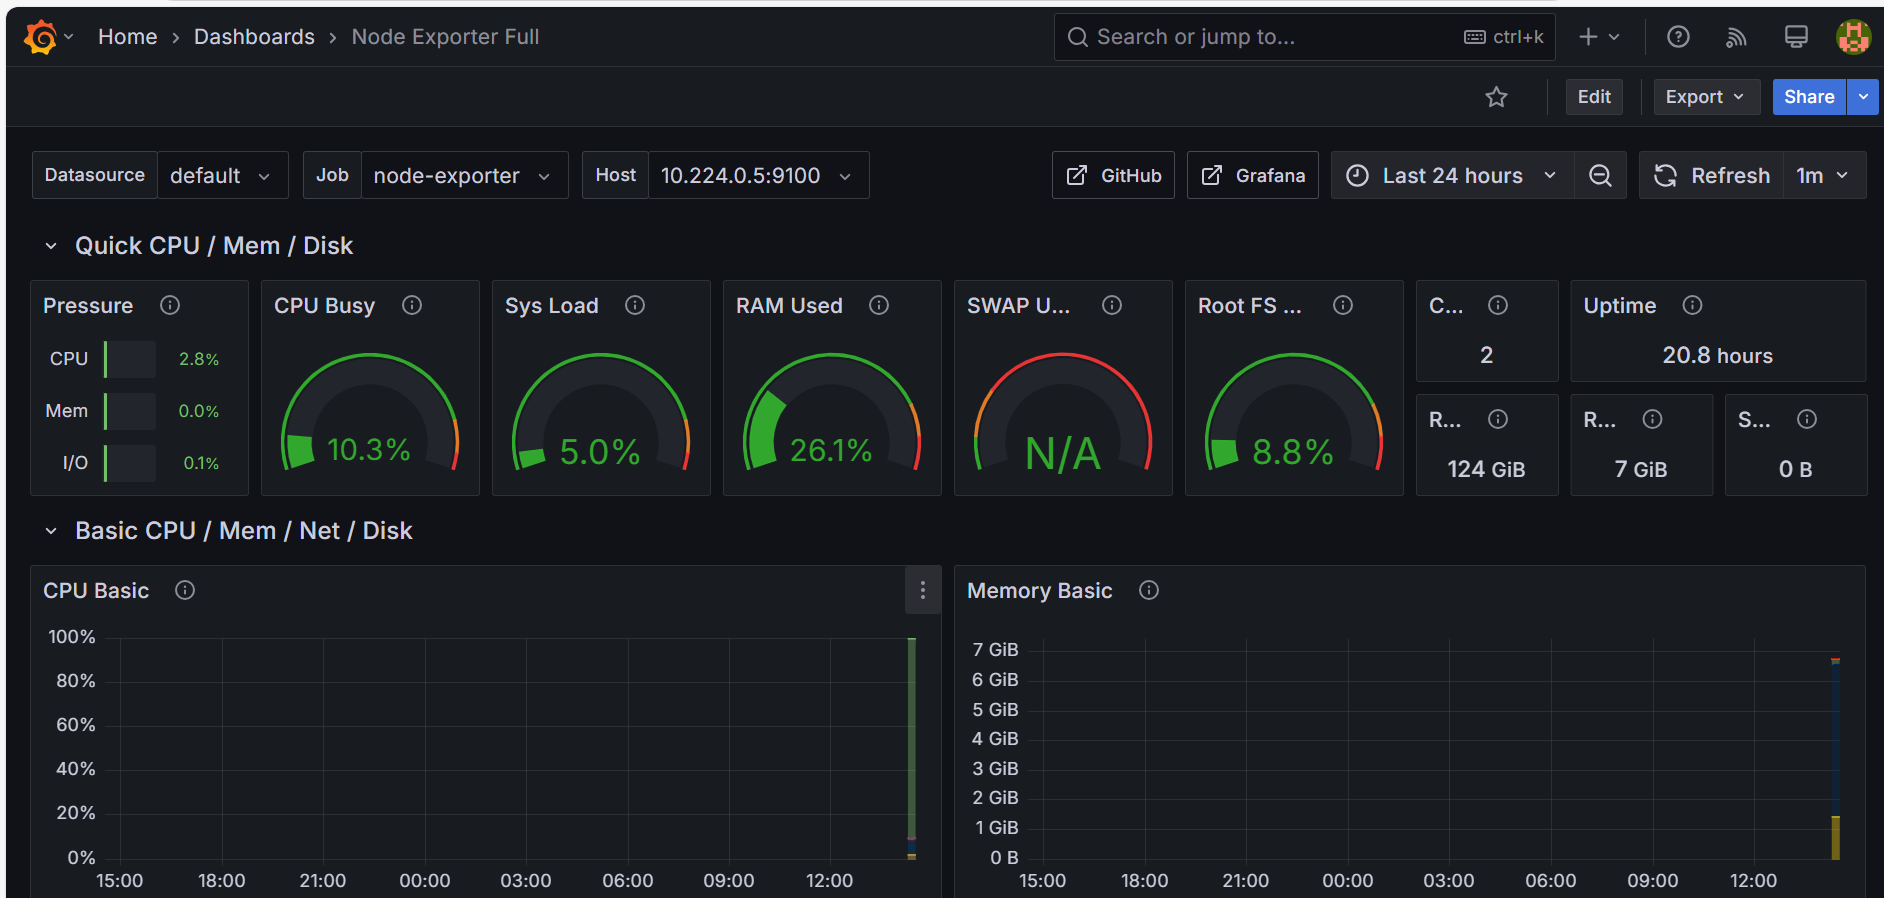 Home › Dashboards › Node Exporter Full
Search or jump to... ctrl+k
Edit Export Share
Datasource default Job node-exporter Host 10.224.0.5:9100 GitHub Grafana Last 24 hours Refresh 1m
Quick CPU / Mem / Disk
Pressure
CPU 2.8%
Mem 0.0%
I/O 0.1%
CPU Busy
10.3%
Sys Load
5.0%
RAM Used
26.1%
SWAP U...
N/A
Root FS ...
8.8%
C...
2
Uptime
20.8 hours
R...
124 GiB
R...
7 GiB
S...
0 B
Basic CPU / Mem / Net / Disk
CPU Basic
100%
80%
60%
40%
20%
0%
15:00 18:00 21:00 00:00 03:00 06:00 09:00 12:00
Memory Basic
7 GiB
6 GiB
5 GiB
4 GiB
3 GiB
2 GiB
1 GiB
0 B
15:00 18:00 21:00 00:00 03:00 06:00 09:00 12:00